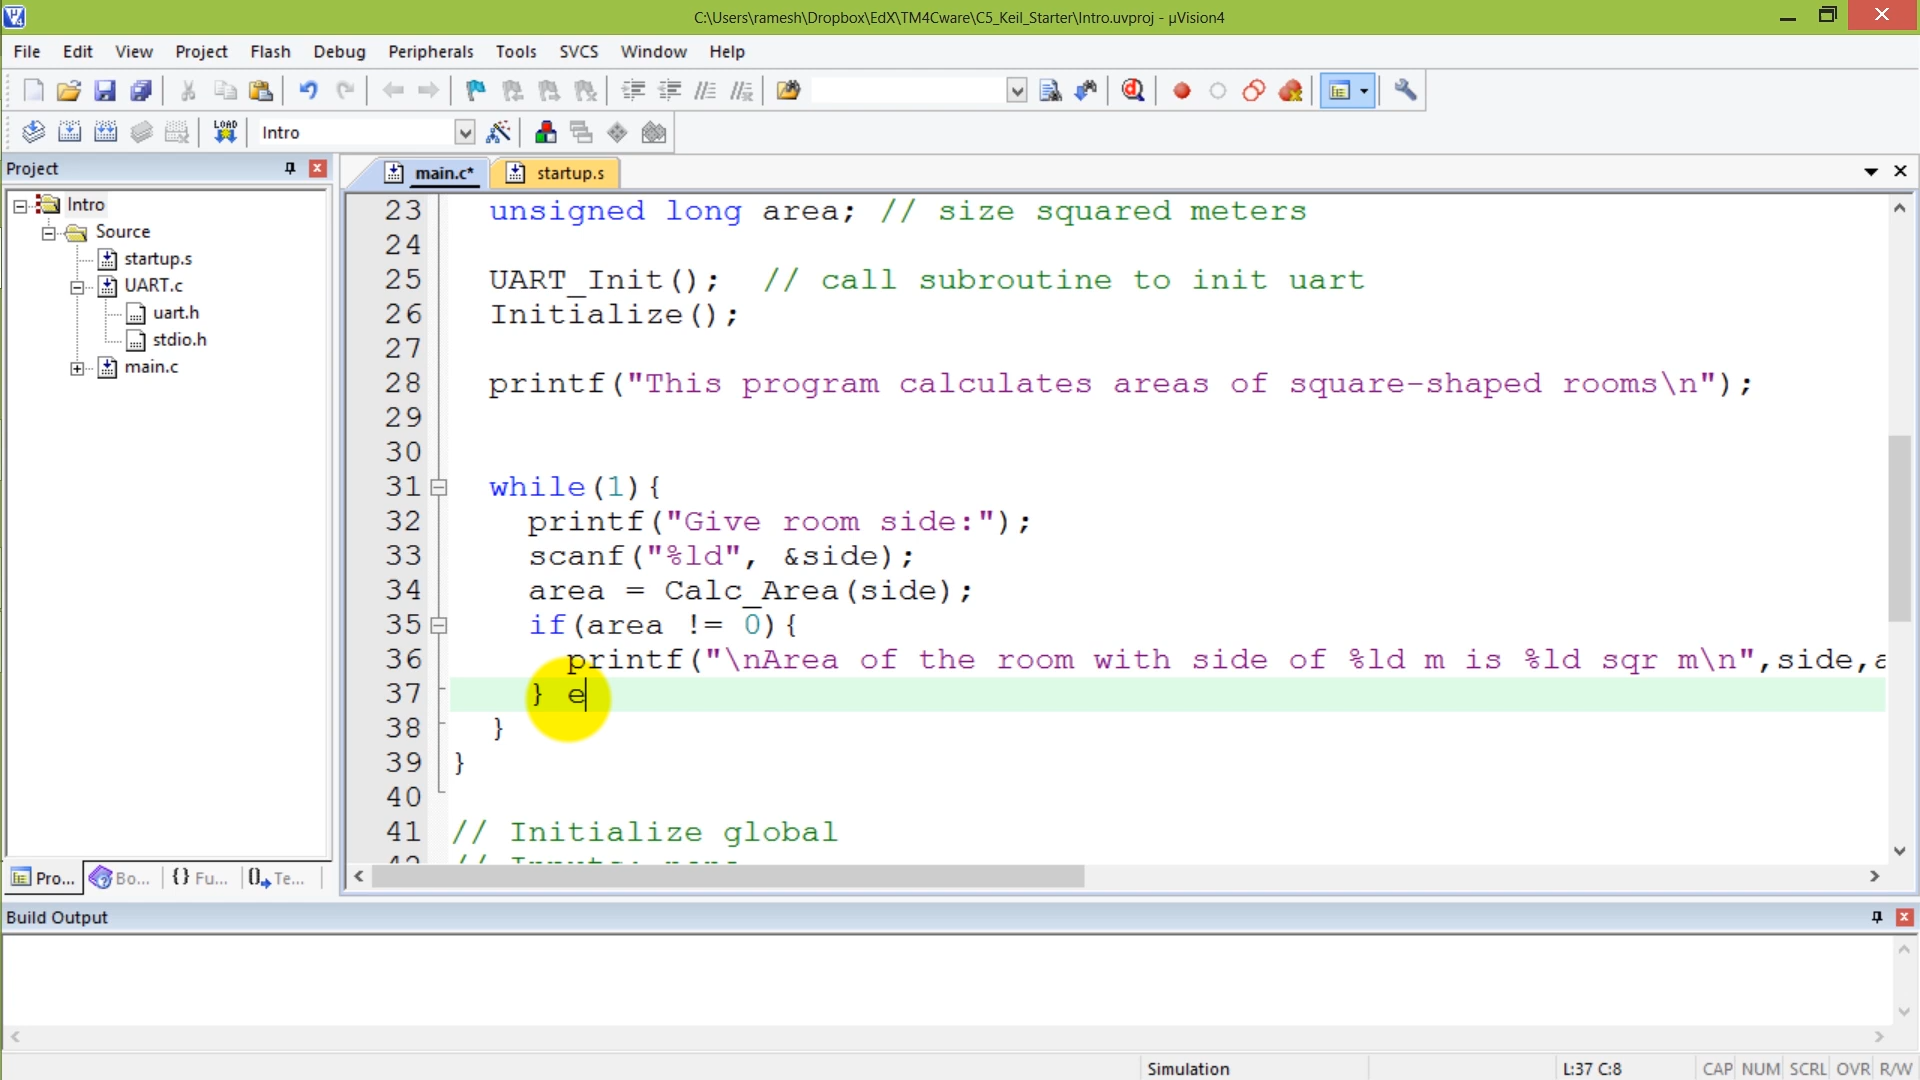 C:\Users\ramesh\Dropbox\EdX\TM4Cware\C5_Keil_Starter\Intro.uvproj - µVision4
File Edit View Project Flash Debug Peripherals Tools SVCS Window Help
LOAD Intro
Project
main.c* startup.s
Intro
Source
startup.s
UART.c
uart.h
stdio.h
main.c
23 unsigned long area; // size squared meters
24
25 UART_Init(); // call subroutine to init uart
26 Initialize();
27
28 printf("This program calculates areas of square-shaped rooms\n");
29
30
31 while(1){
32 printf("Give room side:");
33 scanf("%ld", &side);
34 area = Calc_Area(side);
35 if(area != 0){
36 printf("\nArea of the room with side of %ld m is %ld sqr m\n",side,a
37 } e
38 }
39 }
40
41 // Initialize global
Pro... Bo... {} Fu... Te...
Build Output
Simulation L:37 C:8 CAP NUM SCRL OVR R/W